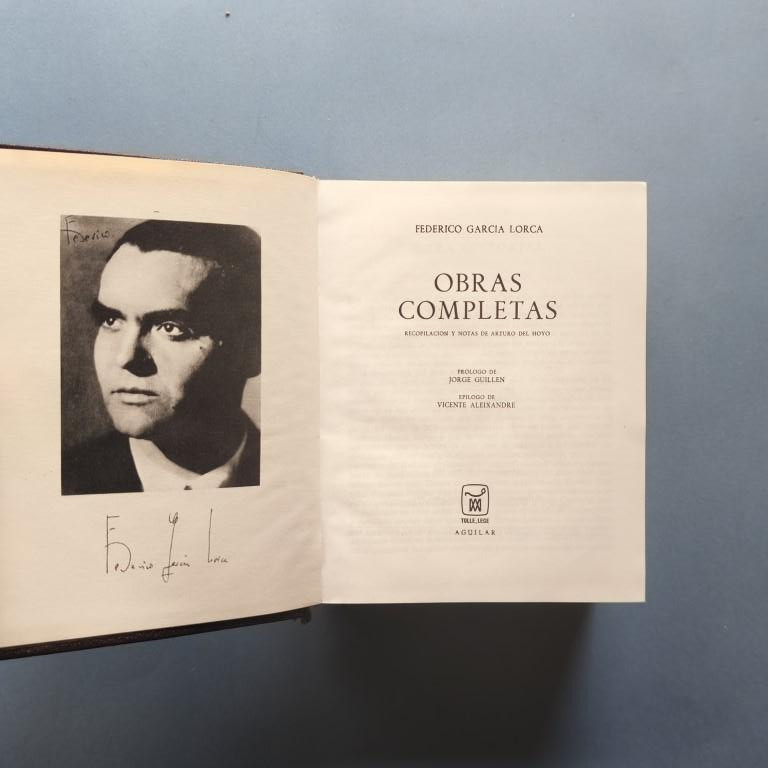 Federico.
Federico García Lorca
FEDERICO GARCIA LORCA
OBRAS
COMPLETAS
RECOPILACION Y NOTAS DE ARTURO DEL HOYO
PROLOGO DE
JORGE GUILLEN
EPILOGO DE
VICENTE ALEIXANDRE
TOLLE, LEGE
AGUILAR